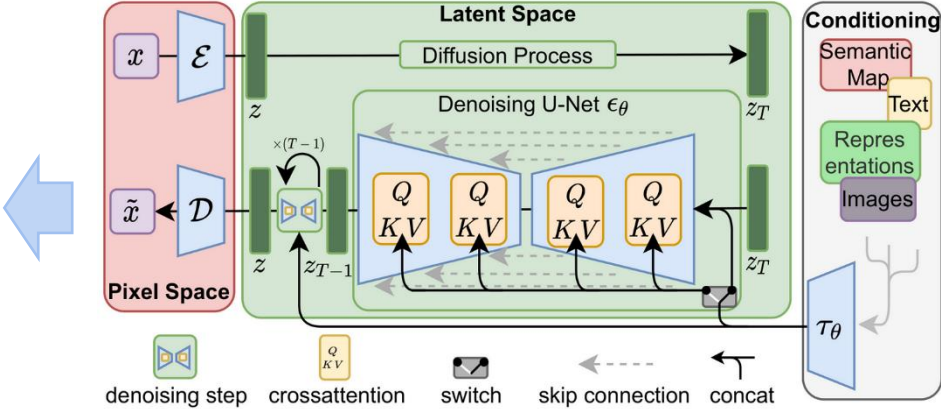 Latent Space
Conditioning
x
ℰ
Diffusion Process
Semantic
Map
Text
z
Denoising U-Net ϵ_θ
z_T
Repres
entations
Images
×(T−1)
Q
KV
Q
KV
Q
KV
Q
KV
x̃
𝒟
z
z_{T−1}
z_T
Pixel Space
τ_θ
Q
KV
denoising step
crossattention
switch
skip connection
concat